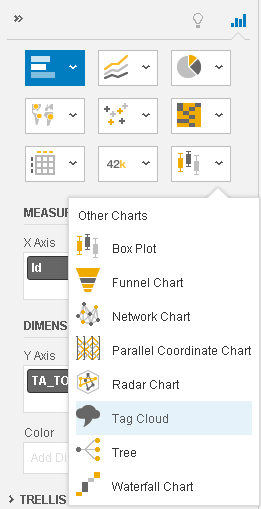 »
42k
MEASUR
X Axis
Id
DIMENS
Y Axis
TA_TO
Color
Add Di
TRELLIS
Other Charts
Box Plot
Funnel Chart
Network Chart
Parallel Coordinate Chart
Radar Chart
Tag Cloud
Tree
Waterfall Chart